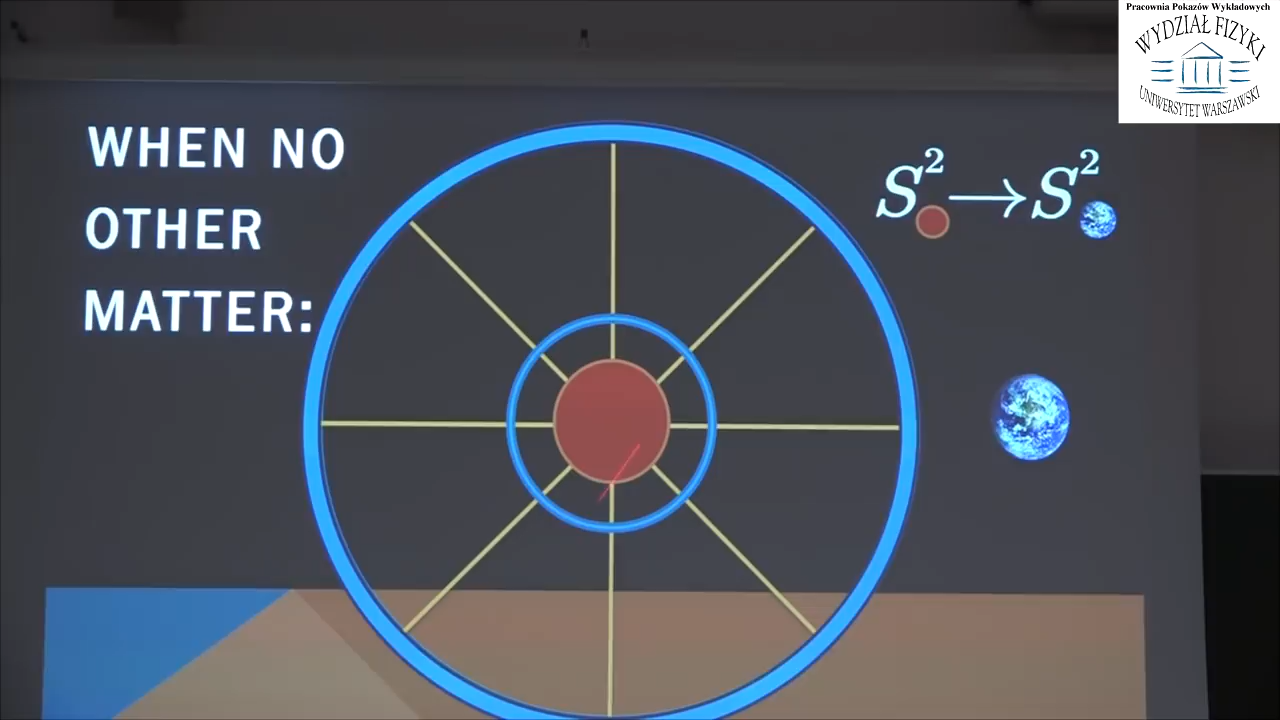 Pracownia Pokazów Wykładowych
WYDZIAŁ FIZYKI
UNIWERSYTET WARSZAWSKI
WHEN NO
OTHER
MATTER:
S² → S²